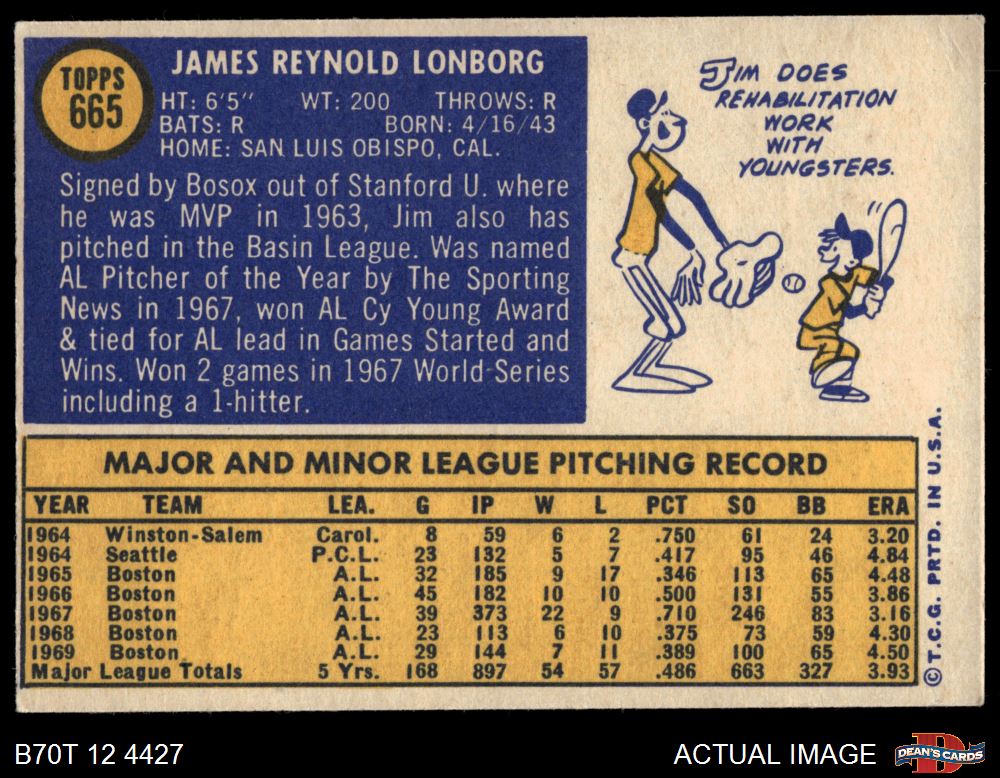 TOPPS
665
JAMES REYNOLD LONBORG
HT: 6'5" WT: 200 THROWS: R
BATS: R BORN: 4/16/43
HOME: SAN LUIS OBISPO, CAL.
Signed by Bosox out of Stanford U. where
he was MVP in 1963, Jim also has
pitched in the Basin League. Was named
AL Pitcher of the Year by The Sporting
News in 1967, won AL Cy Young Award
& tied for AL lead in Games Started and
Wins. Won 2 games in 1967 World Series
including a 1-hitter.
JIM DOES
REHABILITATION
WORK
WITH
YOUNGSTERS.
MAJOR AND MINOR LEAGUE PITCHING RECORD
YEAR TEAM LEA. G IP W L PCT SO BB ERA
1964 Winston-Salem Carol. 8 59 6 2 .750 61 24 3.20
1964 Seattle P.C.L. 23 132 5 7 .417 95 46 4.84
1965 Boston A.L. 32 185 9 17 .346 113 65 4.48
1966 Boston A.L. 45 182 10 10 .500 131 55 3.86
1967 Boston A.L. 39 373 22 9 .710 246 83 3.16
1968 Boston A.L. 23 113 6 10 .375 73 59 4.30
1969 Boston A.L. 29 144 7 11 .389 100 65 4.50
Major League Totals 5 Yrs. 168 897 54 57 .486 663 327 3.93
© T.C.G. PRTD. IN U.S.A.
B70T 12 4427
ACTUAL IMAGE
DEAN'S CARDS